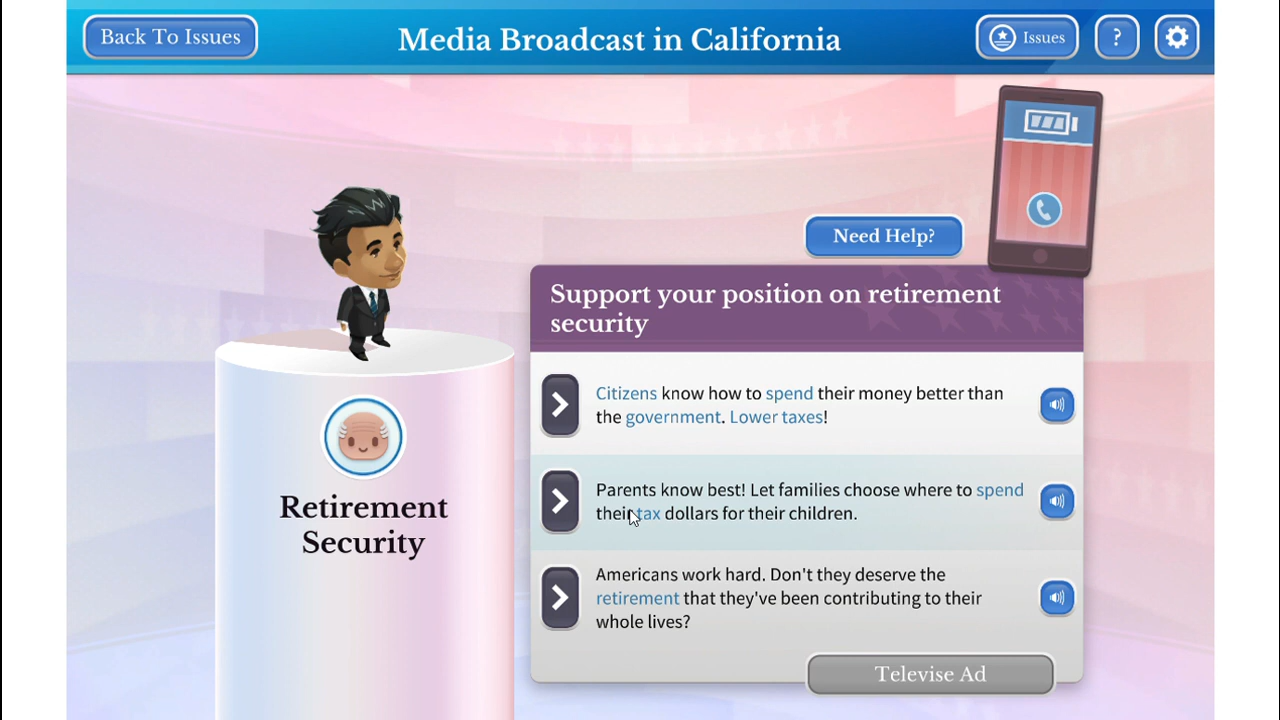 Back To Issues
Media Broadcast in California
Issues
?
Need Help?
Support your position on retirement
security
Citizens know how to spend their money better than
the government. Lower taxes!
Parents know best! Let families choose where to spend
their tax dollars for their children.
Americans work hard. Don't they deserve the
retirement that they've been contributing to their
whole lives?
Retirement
Security
Televise Ad